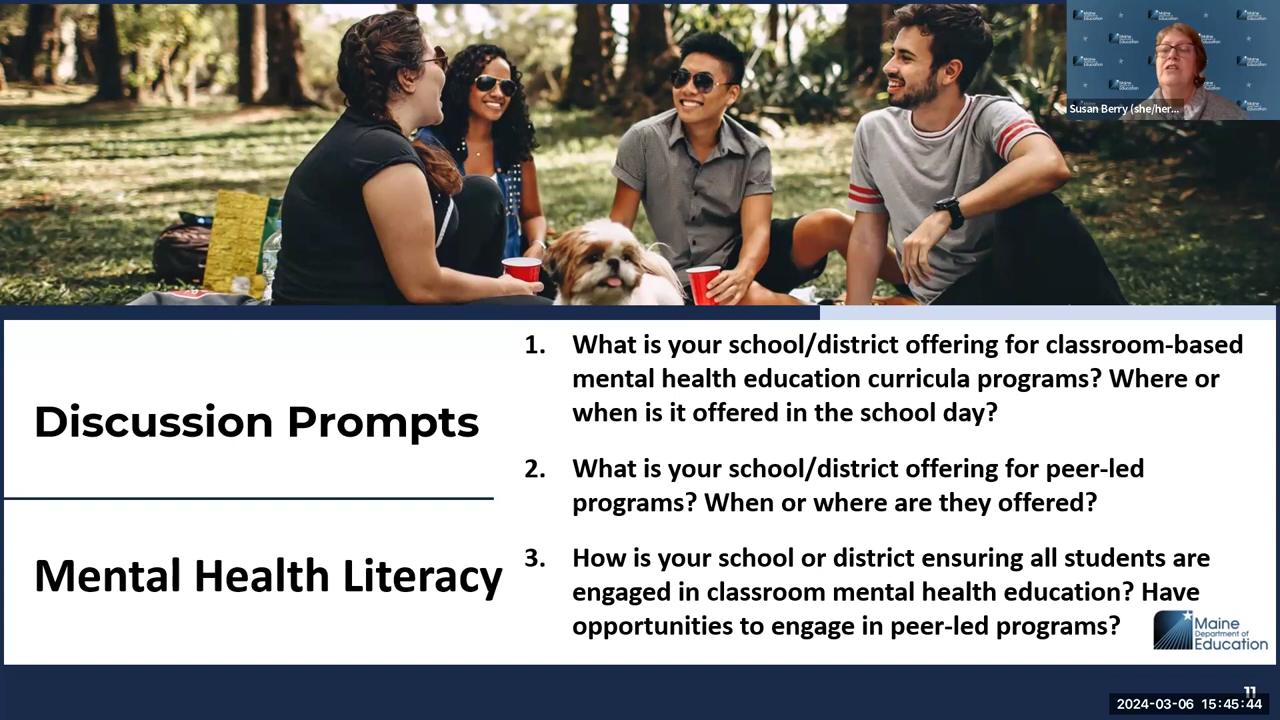 Maine
Department of
Education
Susan Berry (she/her...
Discussion Prompts
Mental Health Literacy
1. What is your school/district offering for classroom-based
mental health education curricula programs? Where or
when is it offered in the school day?
2. What is your school/district offering for peer-led
programs? When or where are they offered?
3. How is your school or district ensuring all students are
engaged in classroom mental health education? Have
opportunities to engage in peer-led programs?
Maine
Department of
Education
11
2024-03-06 15:45:44